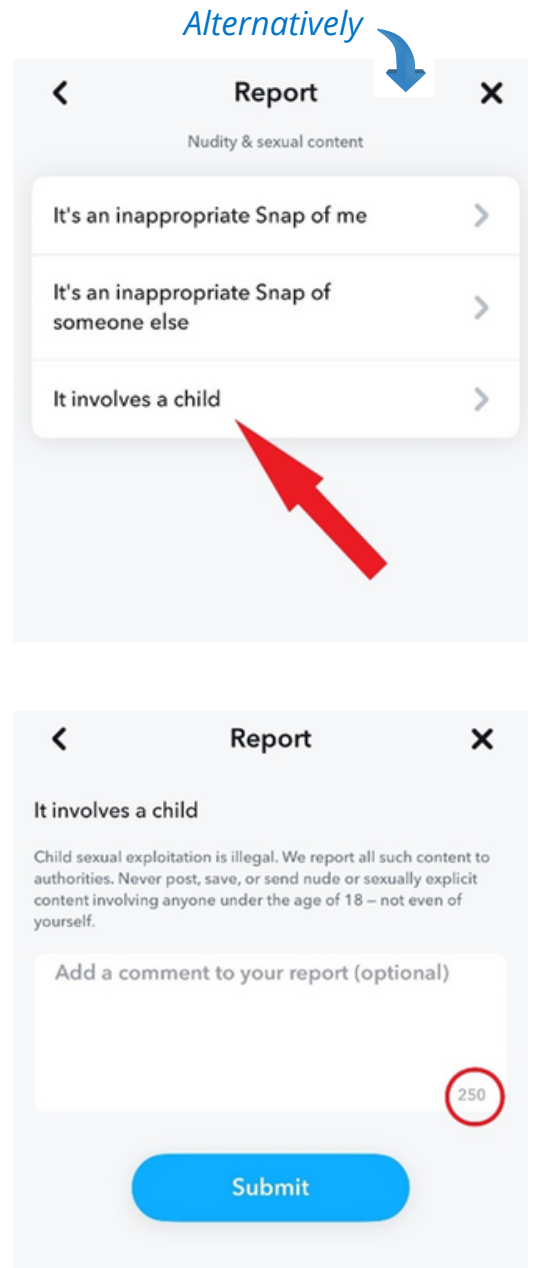 Alternatively
Report
Nudity & sexual content
It's an inappropriate Snap of me
It's an inappropriate Snap of
someone else
It involves a child
Report
It involves a child
Child sexual exploitation is illegal. We report all such content to
authorities. Never post, save, or send nude or sexually explicit
content involving anyone under the age of 18 – not even of
yourself.
Add a comment to your report (optional)
250
Submit